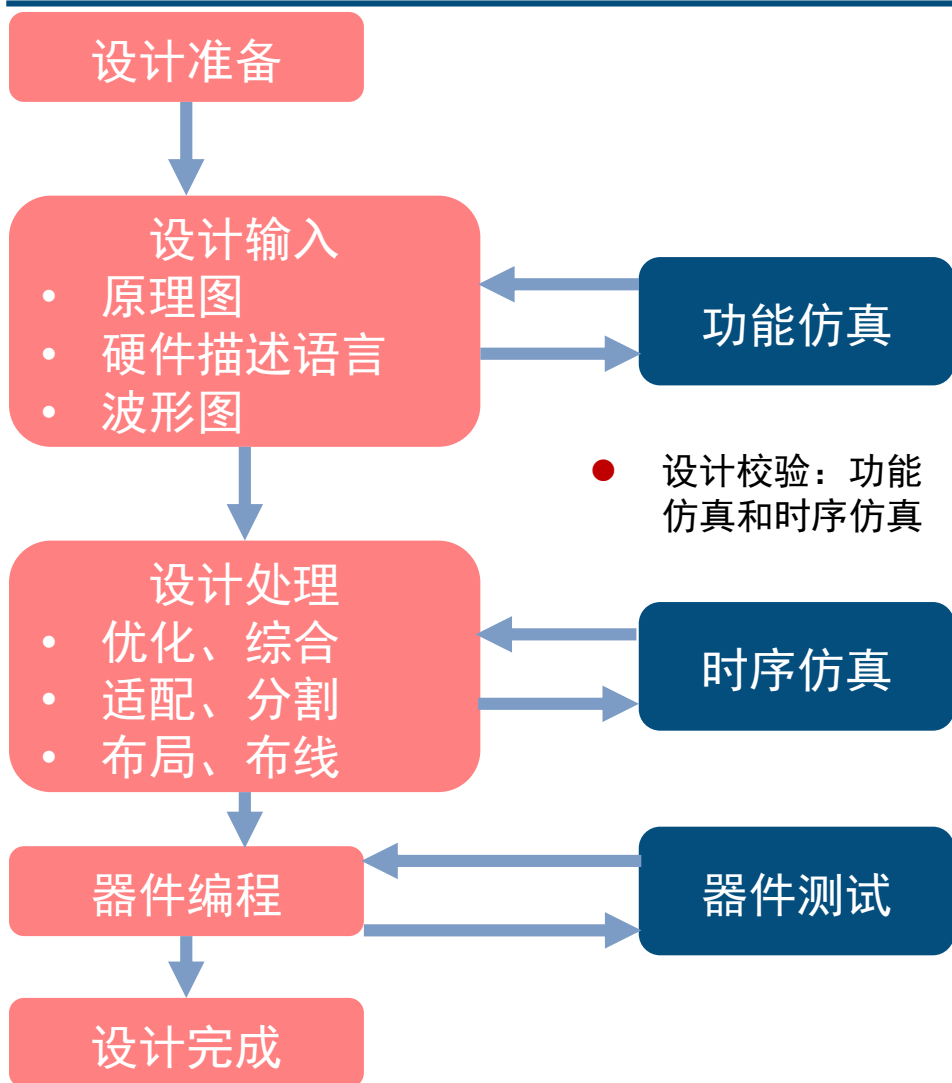 设计准备
设计输入
• 原理图
• 硬件描述语言
• 波形图
功能仿真
● 设计校验：功能
仿真和时序仿真
设计处理
• 优化、综合
• 适配、分割
• 布局、布线
时序仿真
器件编程
器件测试
设计完成